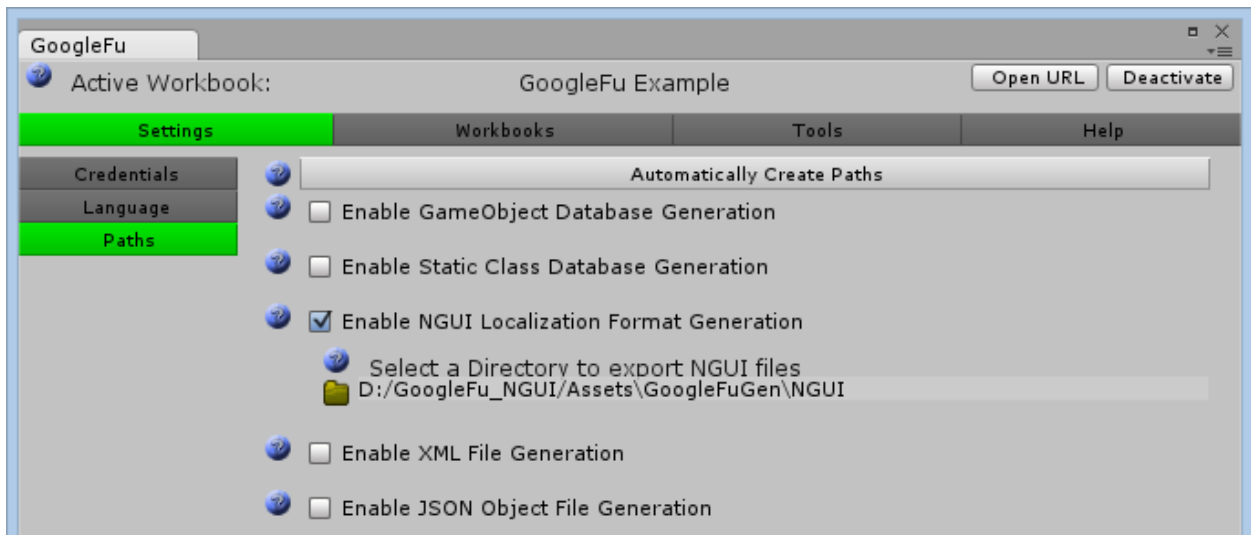 GoogleFu
Active Workbook: GoogleFu Example Open URL Deactivate
Settings Workbooks Tools Help
Credentials
Language
Paths
Automatically Create Paths
Enable GameObject Database Generation
Enable Static Class Database Generation
Enable NGUI Localization Format Generation
Select a Directory to export NGUI files
D:/GoogleFu_NGUI/Assets\GoogleFuGen\NGUI
Enable XML File Generation
Enable JSON Object File Generation